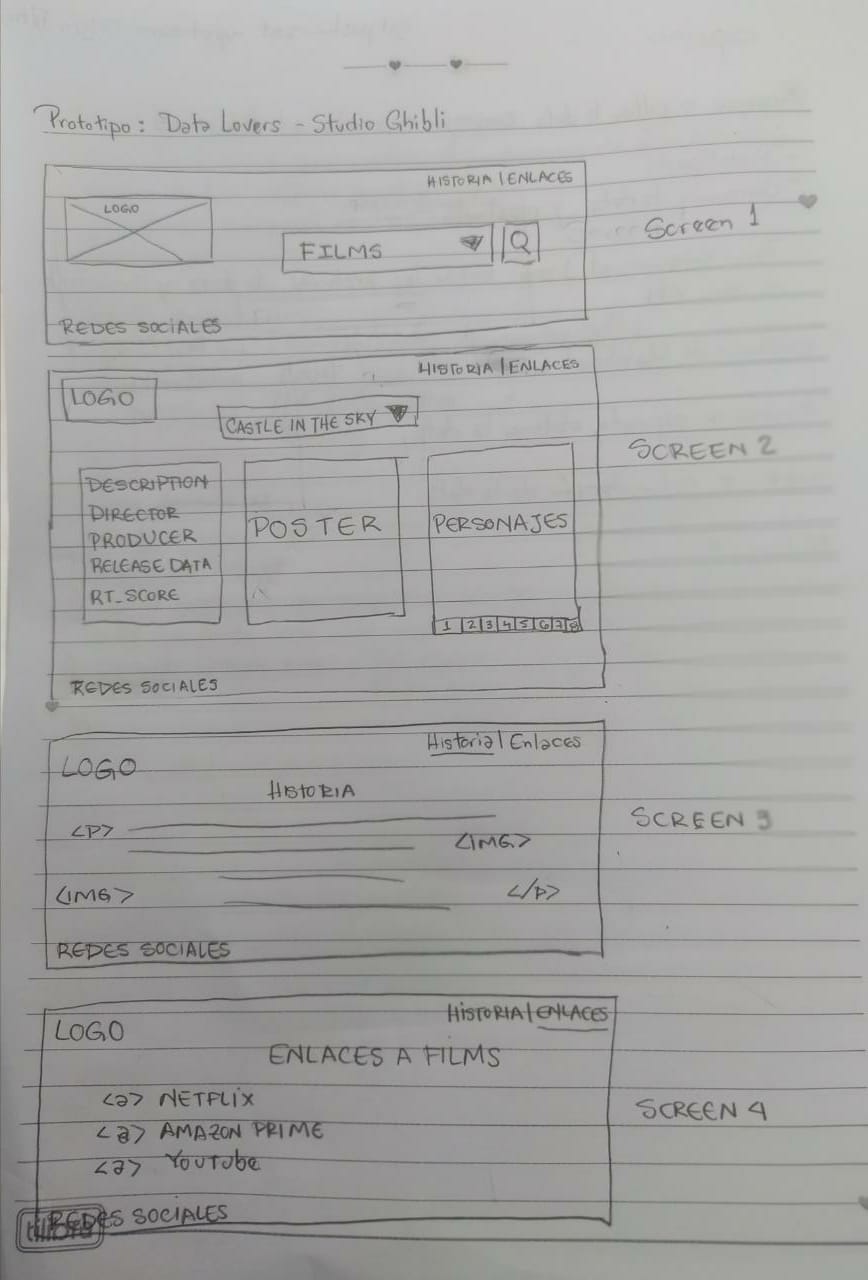 Prototipo: Data Lovers - Studio Ghibli
HISTORIA | ENLACES
LOGO
Screen 1
FILMS
REDES SOCIALES
HISTORIA | ENLACES
LOGO
CASTLE IN THE SKY
SCREEN 2
DESCRIPTION
DIRECTOR
PRODUCER
RELEASE DATA
RT_SCORE
POSTER
PERSONAJES
1 2 3 4 5 6 7 8
REDES SOCIALES
Historia | Enlaces
LOGO
HISTORIA
SCREEN 3
<P>
<IMG>
<IMG>
</P>
REDES SOCIALES
HISTORIA | ENLACES
LOGO
ENLACES A FILMS
<a> NETFLIX
SCREEN 4
<a> AMAZON PRIME
<a> YOUTUBE
REDES SOCIALES